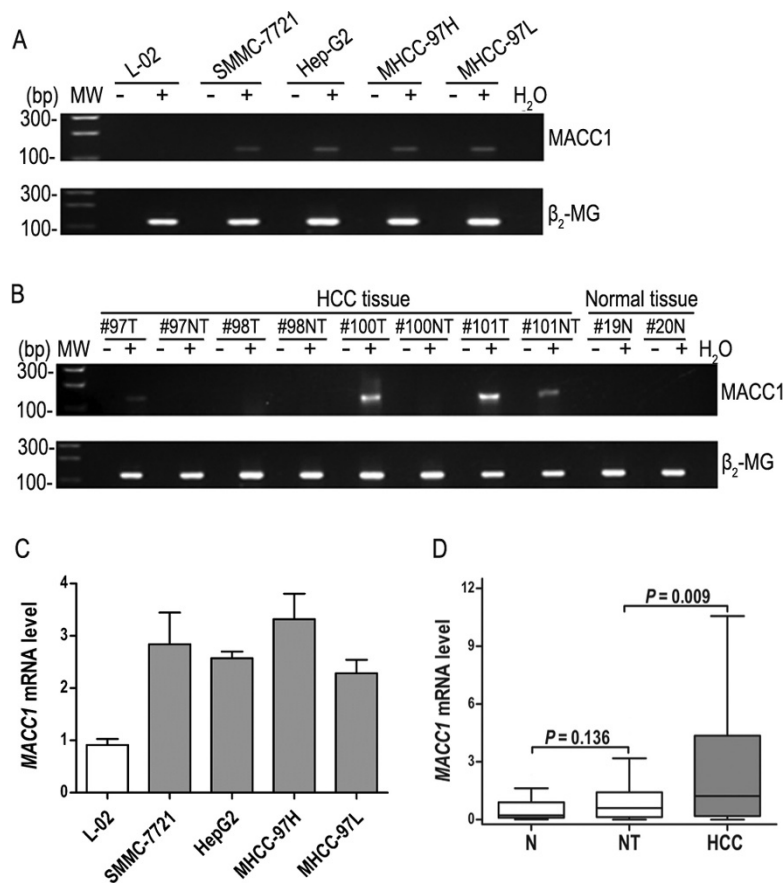 A
L-02 SMMC-7721 Hep-G2 MHCC-97H MHCC-97L
(bp) MW - + - + - + - + - + H2O
300-
MACC1
100-
300-
β2-MG
100-
B
HCC tissue Normal tissue
#97T #97NT #98T #98NT #100T #100NT #101T #101NT #19N #20N
(bp) MW - + - + - + - + - + - + - + - + - + - + H2O
300-
MACC1
100-
300-
β2-MG
100-
C
MACC1 mRNA level
4
3
2
1
0
L-02 SMMC-7721 HepG2 MHCC-97H MHCC-97L
D
MACC1 mRNA level
12
9
6
3
0
P = 0.009
P = 0.136
N NT HCC